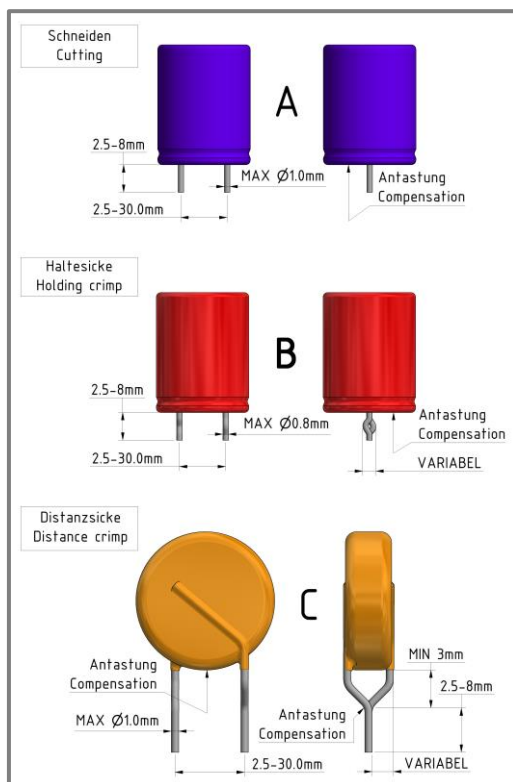 Schneiden
Cutting
A
2.5-8mm
MAX Ø1.0mm
2.5-30.0mm
Antastung
Compensation
Haltesicke
Holding crimp
B
2.5-8mm
MAX Ø0.8mm
2.5-30.0mm
Antastung
Compensation
VARIABEL
Distanzsicke
Distance crimp
C
Antastung
Compensation
MAX Ø1.0mm
2.5-30.0mm
MIN 3mm
2.5-8mm
Antastung
Compensation
VARIABEL